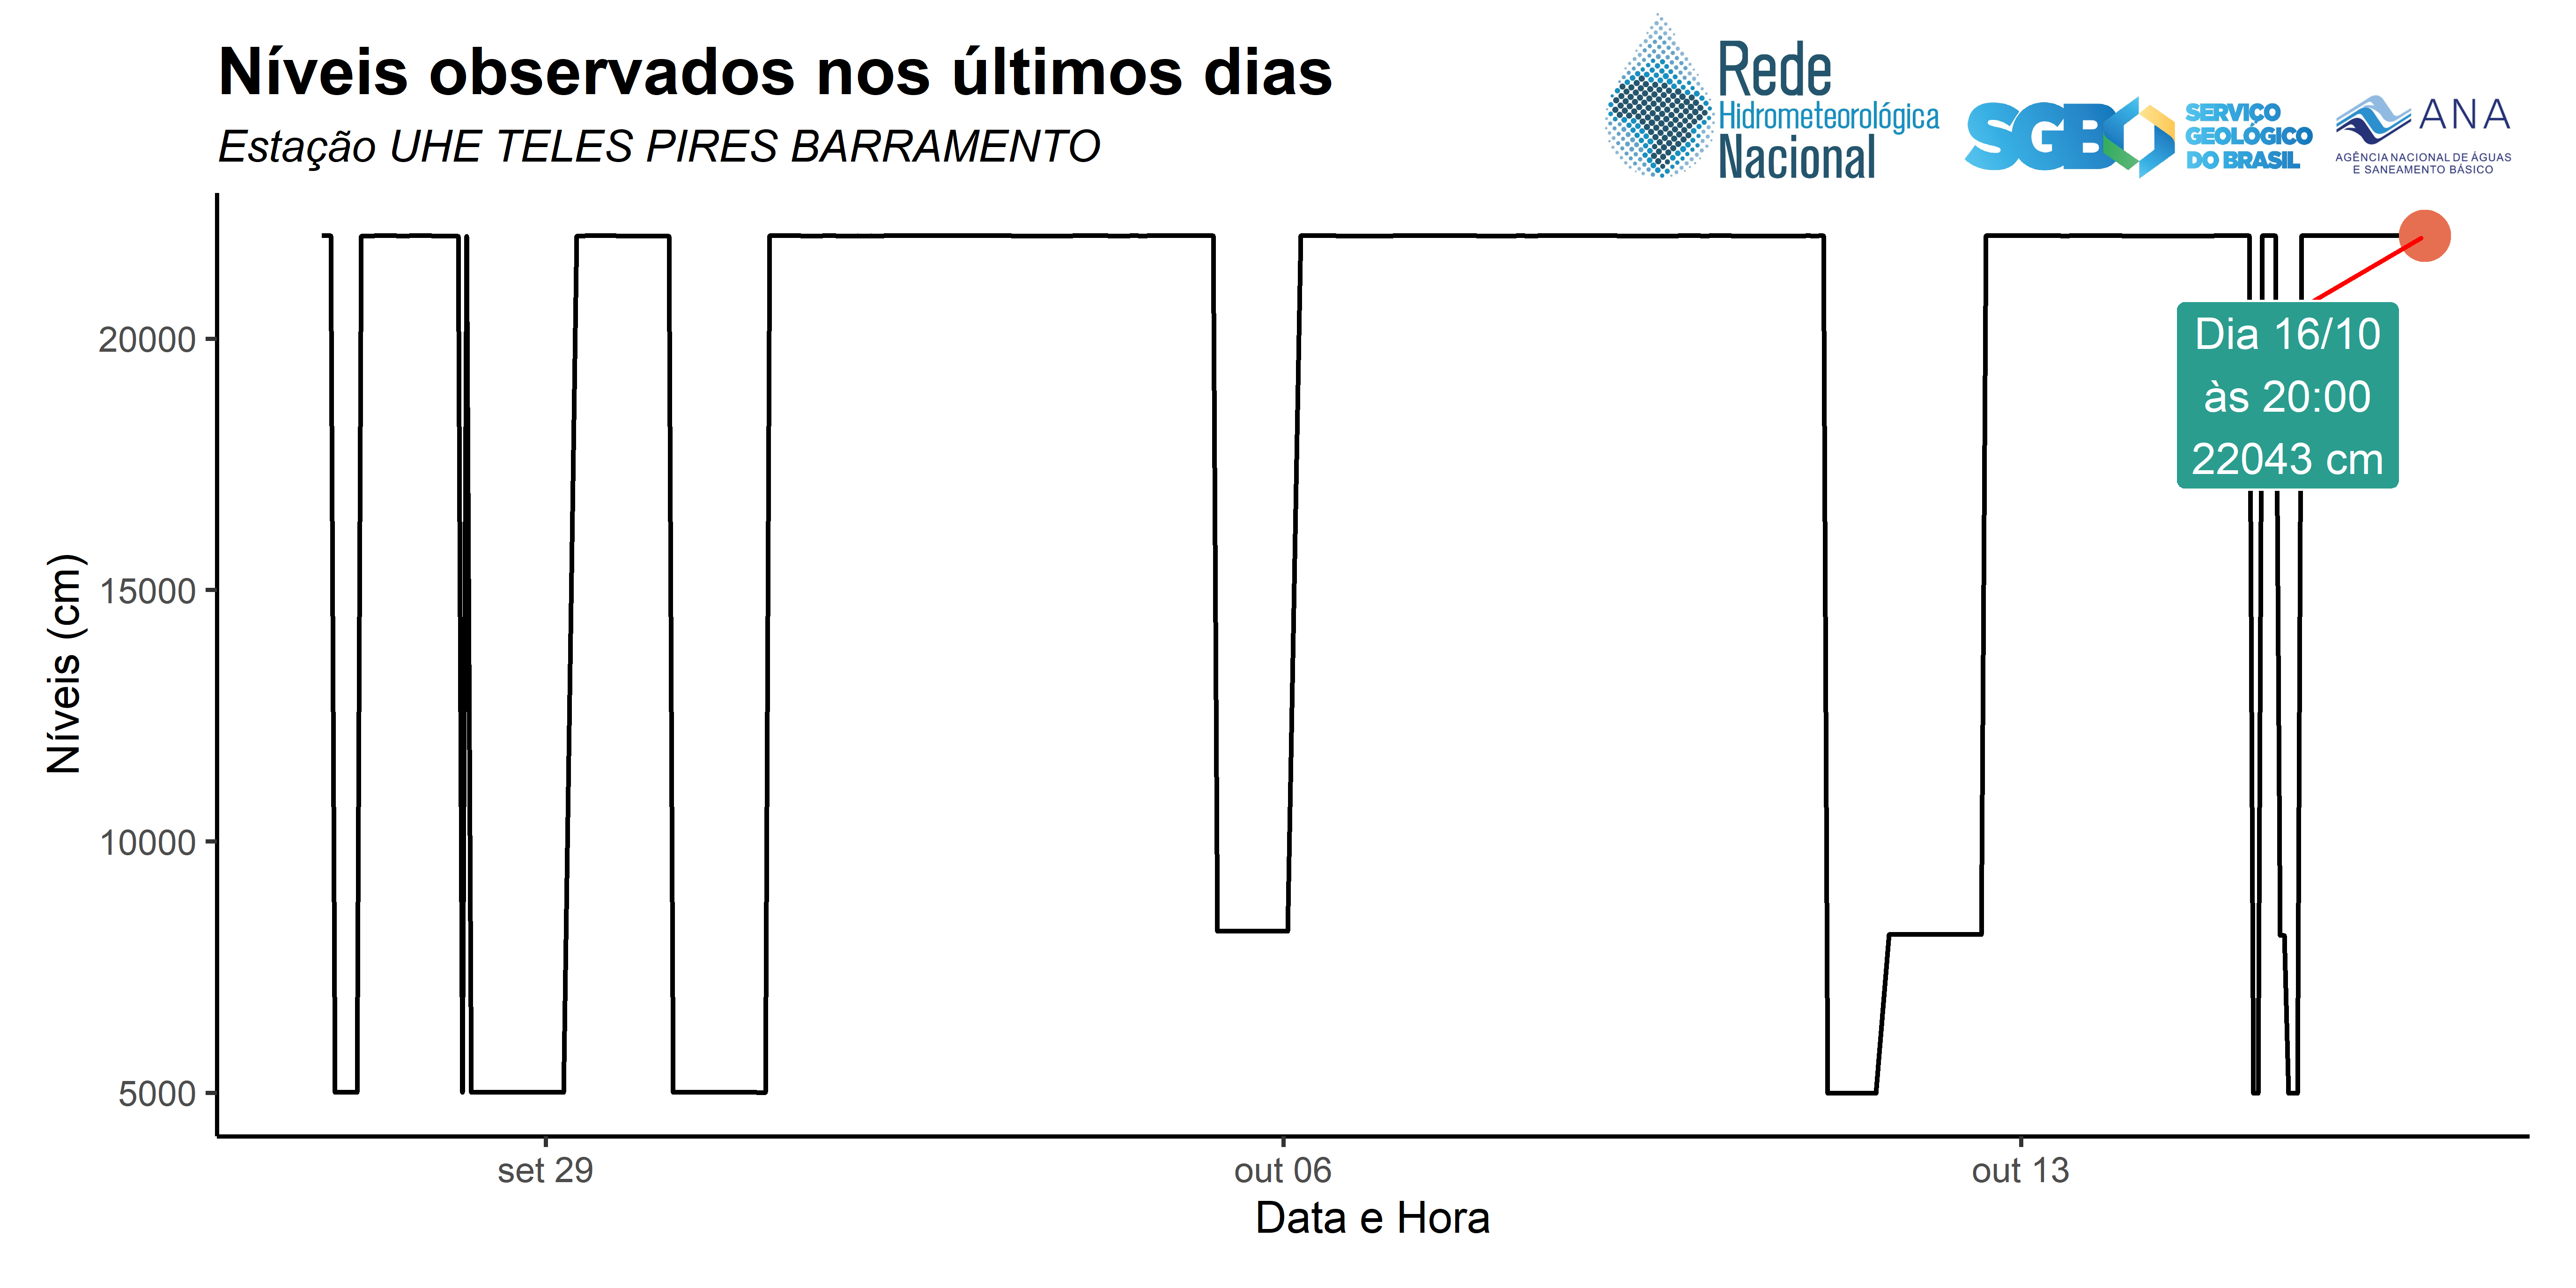 Níveis observados nos últimos dias
Estação UHE TELES PIRES BARRAMENTO
Rede
Hidrometeorológica
Nacional
SGB
SERVIÇO
GEOLÓGICO
DO BRASIL
ANA
AGÊNCIA NACIONAL DE ÁGUAS
E SANEAMENTO BÁSICO
Dia 16/10
às 20:00
22043 cm
Níveis (cm)
20000
15000
10000
5000
set 29
out 06
out 13
Data e Hora